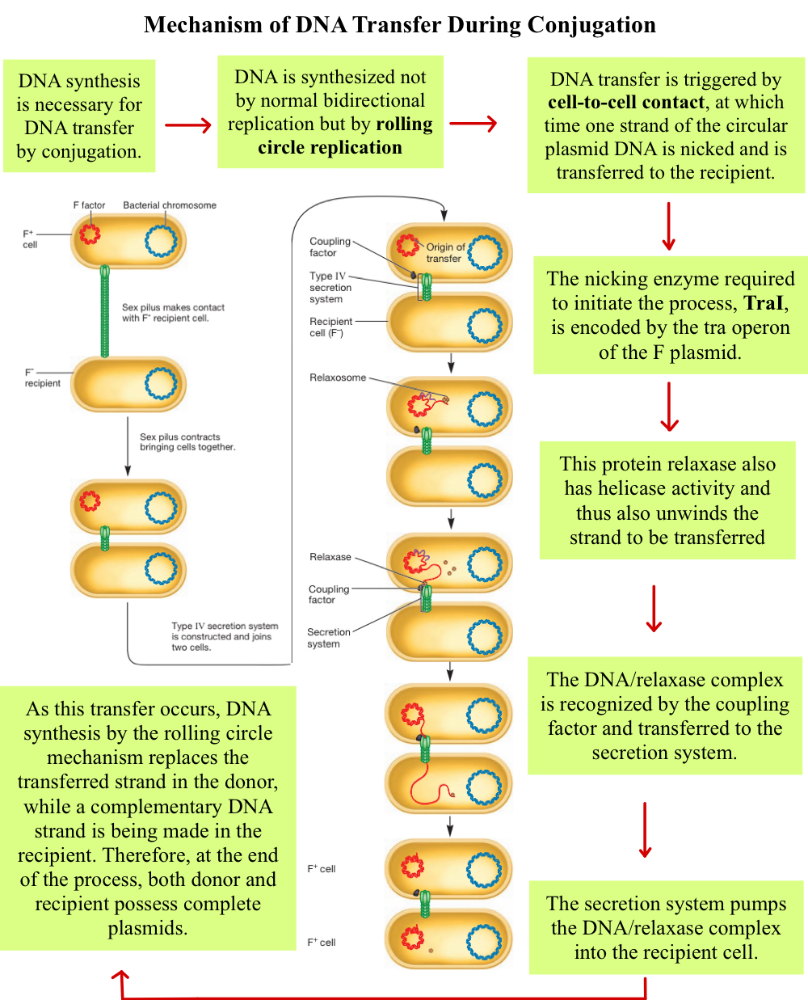 Mechanism of DNA Transfer During Conjugation
DNA synthesis
is necessary for
DNA transfer
by conjugation.
DNA is synthesized not
by normal bidirectional
replication but by rolling
circle replication
DNA transfer is triggered by
cell-to-cell contact, at which
time one strand of the circular
plasmid DNA is nicked and is
transferred to the recipient.
The nicking enzyme required
to initiate the process, TraI,
is encoded by the tra operon
of the F plasmid.
This protein relaxase also
has helicase activity and
thus also unwinds the
strand to be transferred
The DNA/relaxase complex
is recognized by the coupling
factor and transferred to the
secretion system.
The secretion system pumps
the DNA/relaxase complex
into the recipient cell.
As this transfer occurs, DNA
synthesis by the rolling circle
mechanism replaces the
transferred strand in the donor,
while a complementary DNA
strand is being made in the
recipient. Therefore, at the end
of the process, both donor and
recipient possess complete
plasmids.
F factor
Bacterial chromosome
F⁺
cell
Sex pilus makes contact
with F⁻ recipient cell.
F⁻
recipient
Sex pilus contracts
bringing cells together.
Type IV secretion system
is constructed and joins
two cells.
Coupling
factor
Origin of
transfer
Type IV
secretion
system
Recipient
cell (F⁻)
Relaxosome
Relaxase
Coupling
factor
Secretion
system
F⁺ cell
F⁺ cell